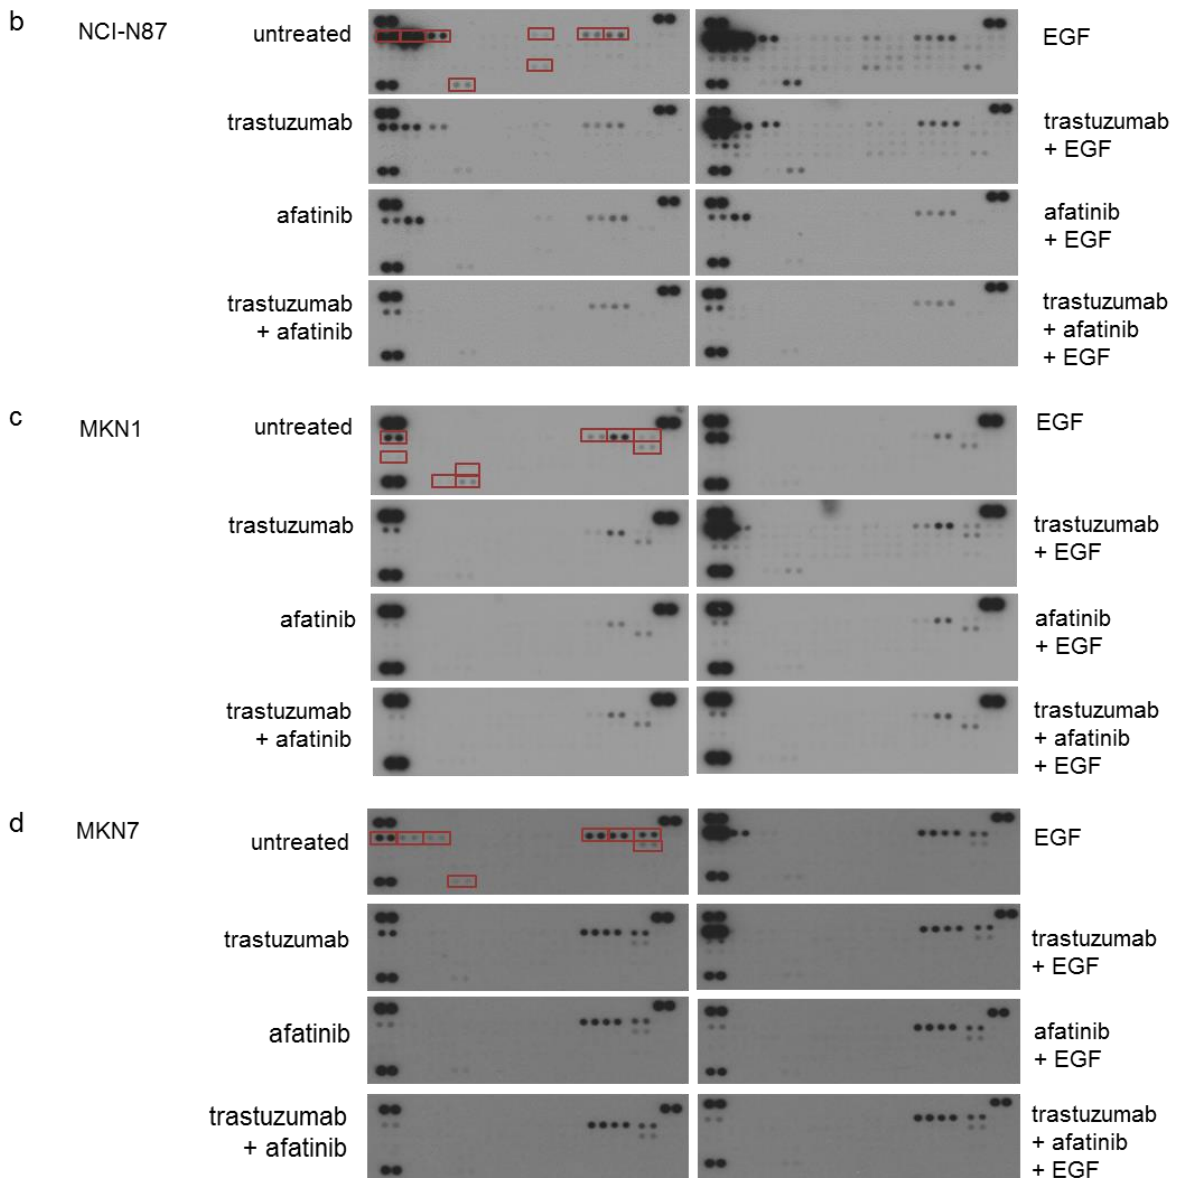 b
NCI-N87
untreated
EGF
trastuzumab
trastuzumab
+ EGF
afatinib
afatinib
+ EGF
trastuzumab
+ afatinib
trastuzumab
+ afatinib
+ EGF
c
MKN1
untreated
EGF
trastuzumab
trastuzumab
+ EGF
afatinib
afatinib
+ EGF
trastuzumab
+ afatinib
trastuzumab
+ afatinib
+ EGF
d
MKN7
untreated
EGF
trastuzumab
trastuzumab
+ EGF
afatinib
afatinib
+ EGF
trastuzumab
+ afatinib
trastuzumab
+ afatinib
+ EGF